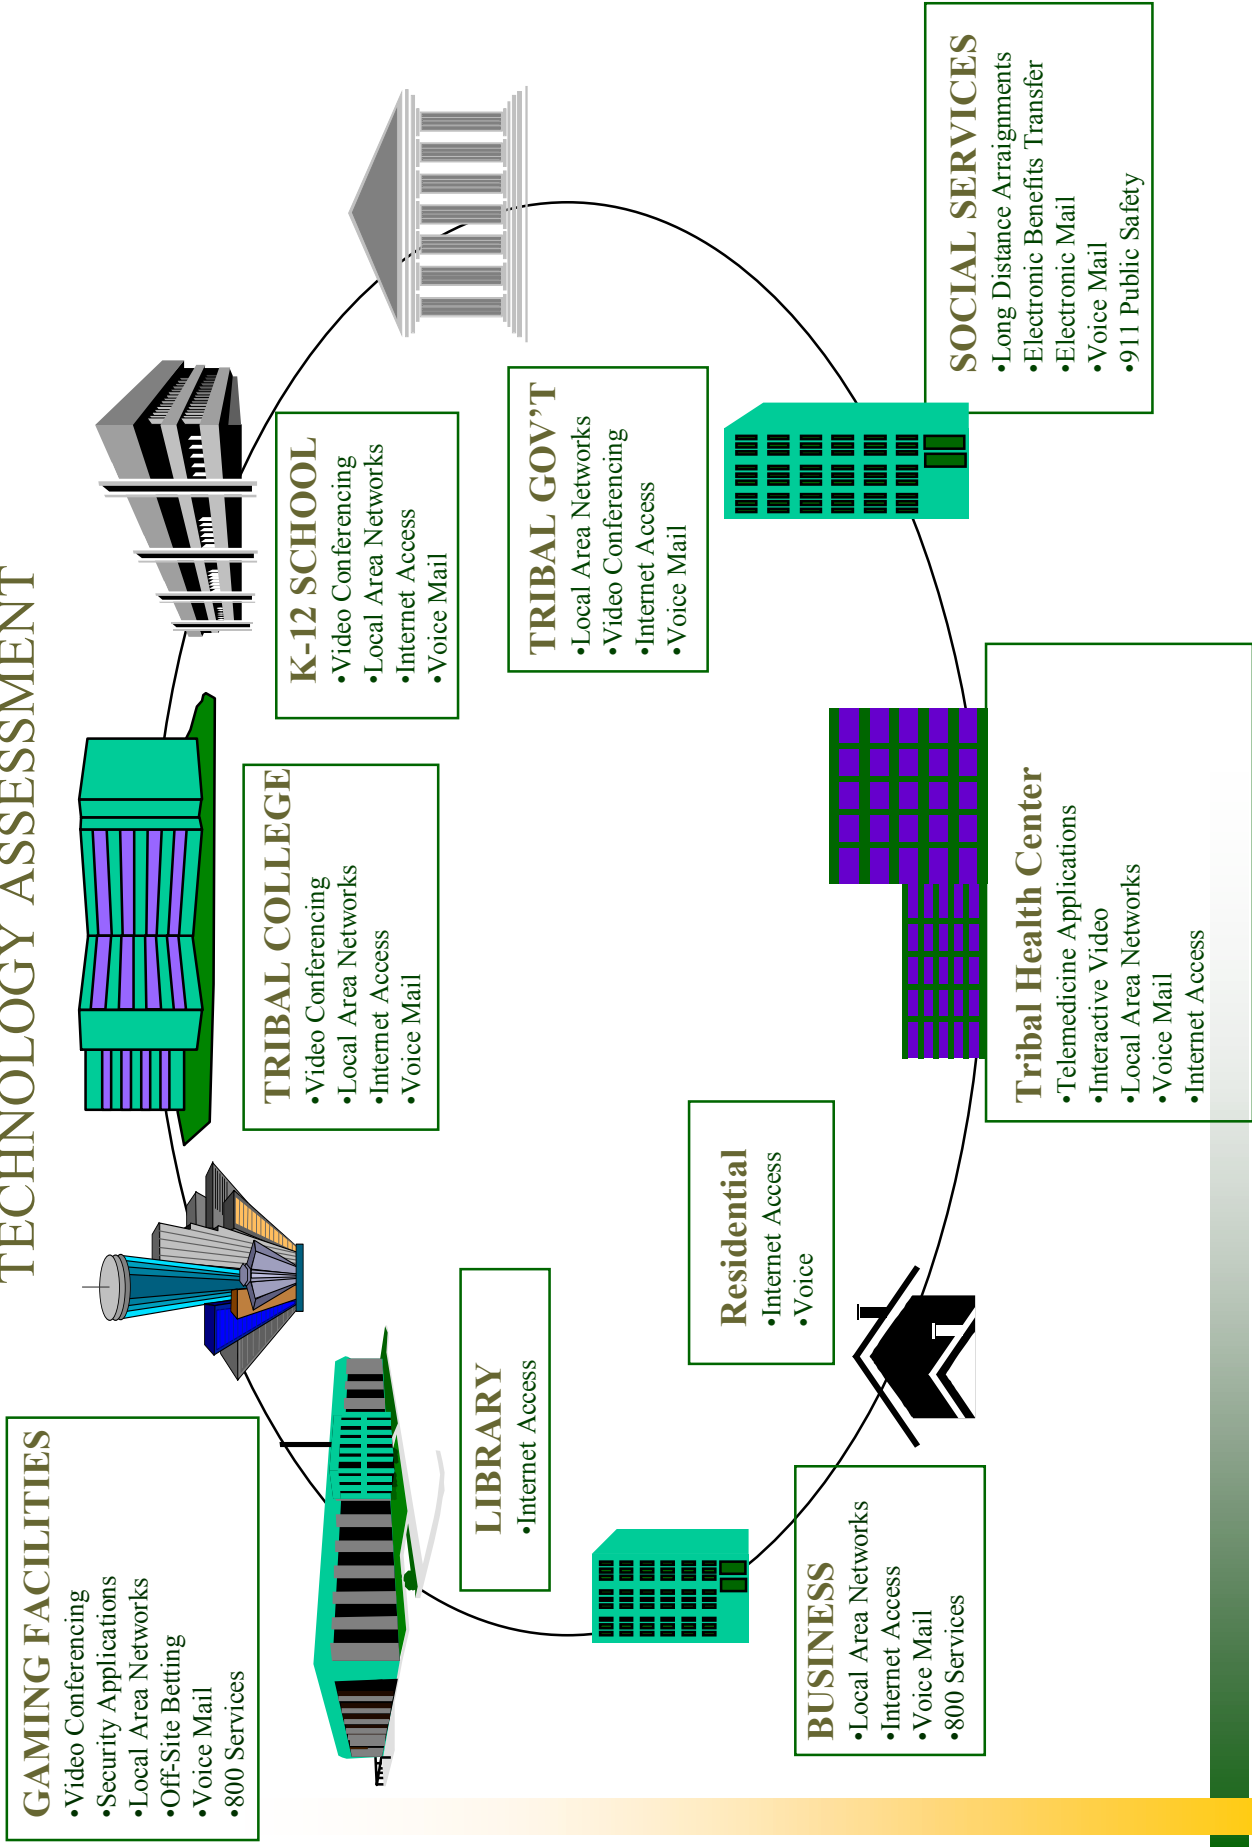 TECHNOLOGY ASSESSMENT
GAMING FACILITIES
•Video Conferencing
•Security Applications
•Local Area Networks
•Off-Site Betting
•Voice Mail
•800 Services
TRIBAL COLLEGE
•Video Conferencing
•Local Area Networks
•Internet Access
•Voice Mail
K-12 SCHOOL
•Video Conferencing
•Local Area Networks
•Internet Access
•Voice Mail
LIBRARY
•Internet Access
TRIBAL GOV'T
•Local Area Networks
•Video Conferencing
•Internet Access
•Voice Mail
Residential
•Internet Access
•Voice
BUSINESS
•Local Area Networks
•Internet Access
•Voice Mail
•800 Services
Tribal Health Center
•Telemedicine Applications
•Interactive Video
•Local Area Networks
•Voice Mail
•Internet Access
SOCIAL SERVICES
•Long Distance Arraignments
•Electronic Benefits Transfer
•Electronic Mail
•Voice Mail
•911 Public Safety